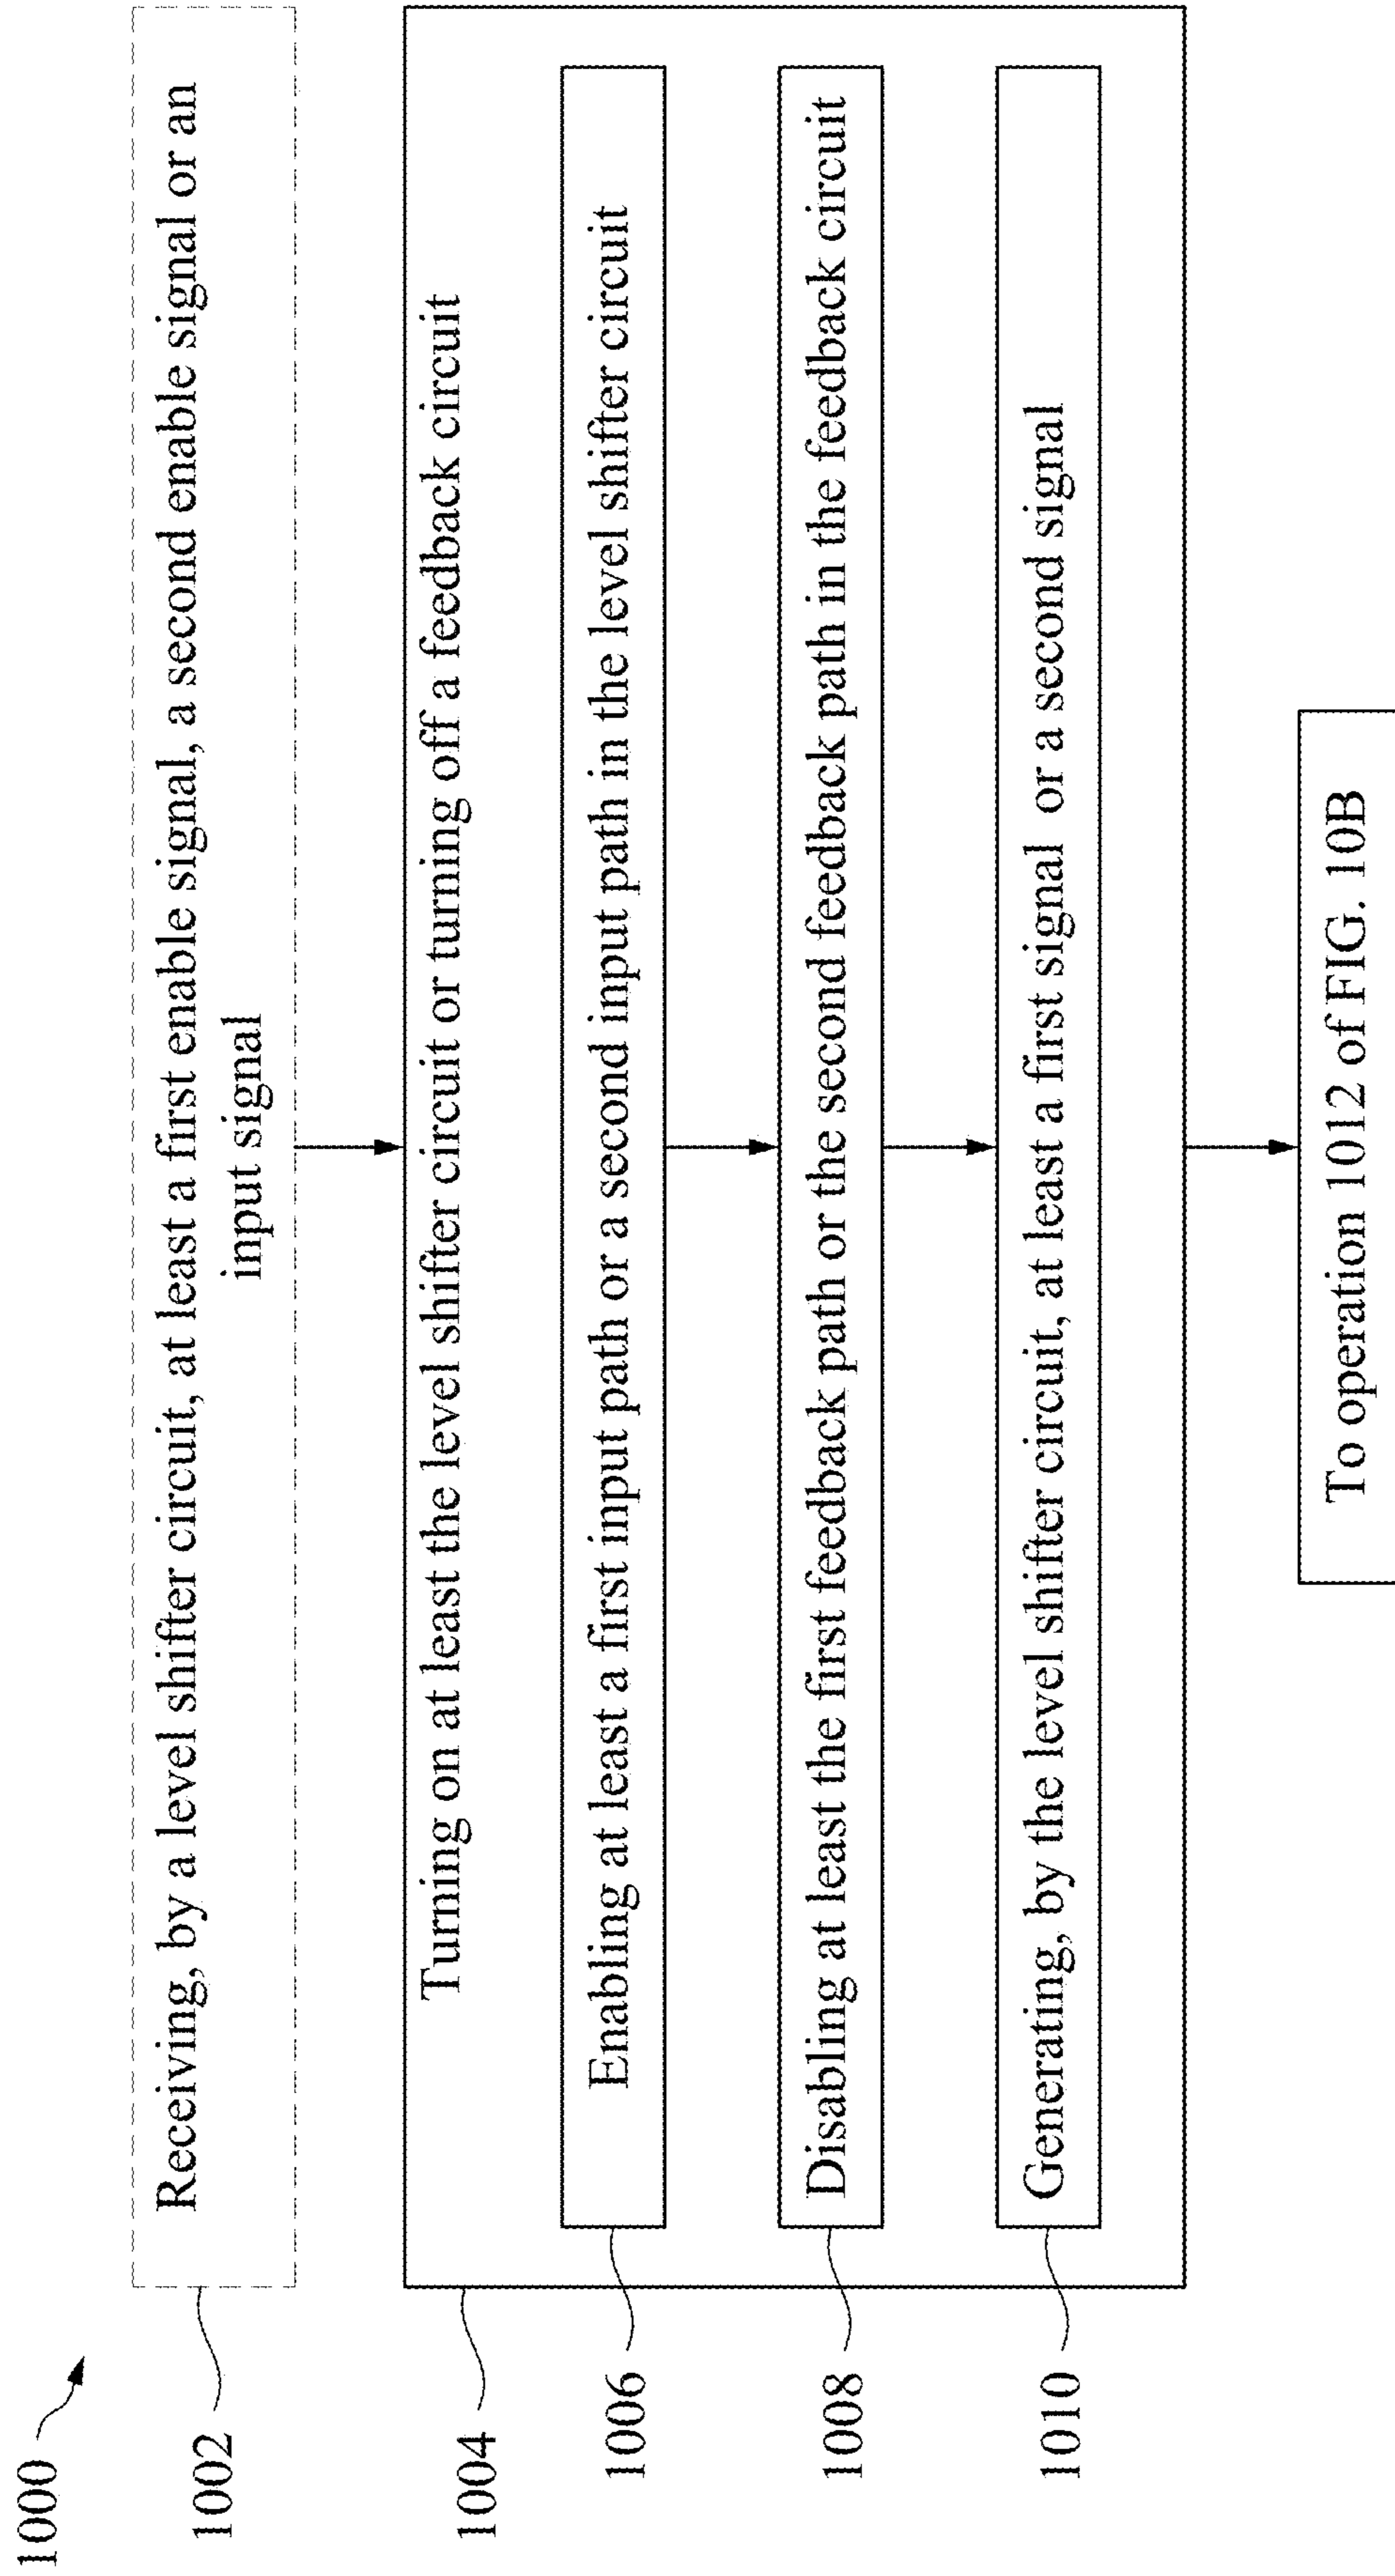 1000
1002
Receiving, by a level shifter circuit, at least a first enable signal, a second enable signal or an
input signal
1004
Turning on at least the level shifter circuit or turning off a feedback circuit
1006
Enabling at least a first input path or a second input path in the level shifter circuit
1008
Disabling at least the first feedback path or the second feedback path in the feedback circuit
1010
Generating, by the level shifter circuit, at least a first signal or a second signal
To operation 1012 of FIG. 10B